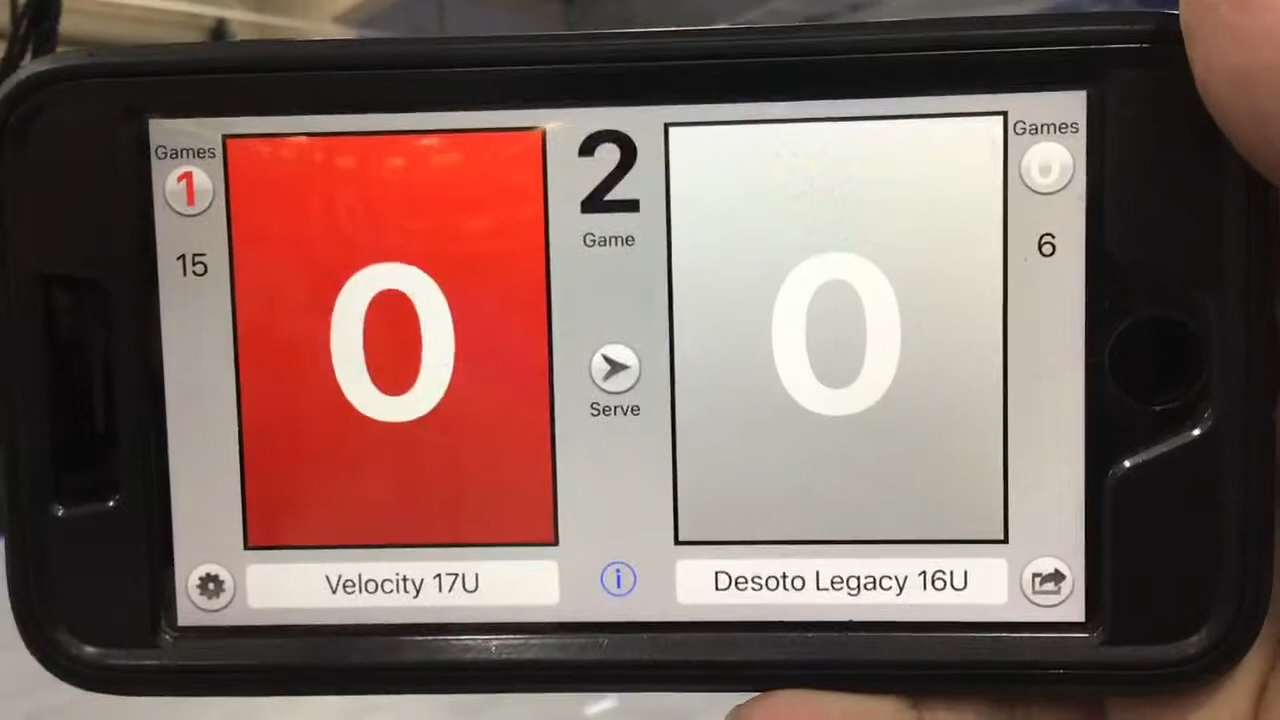 Games
1
15
0
2
Game
Serve
0
Games
0
6
Velocity 17U
i
Desoto Legacy 16U